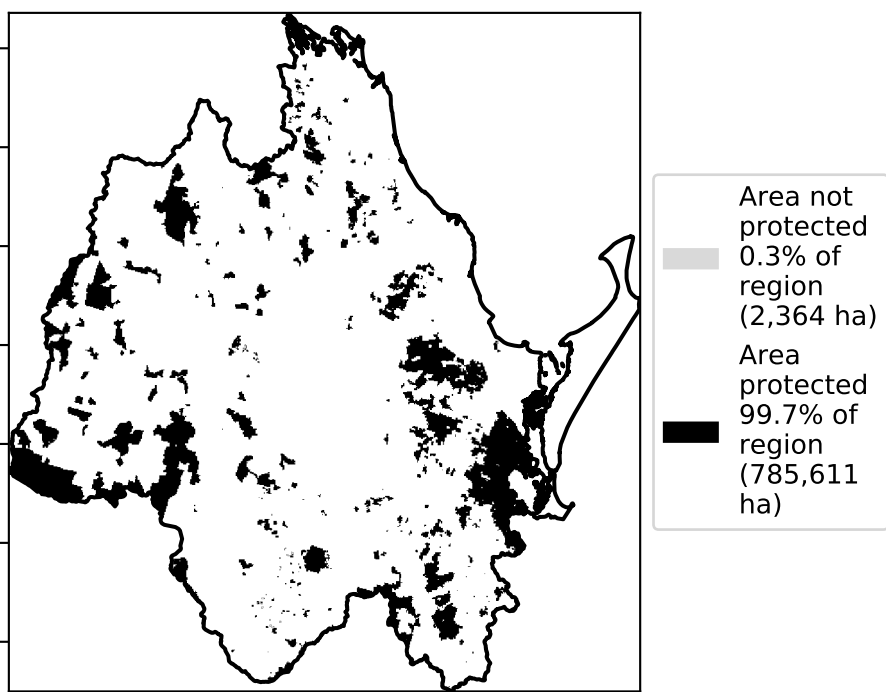 Area not
protected
0.3% of
region
(2,364 ha)
Area
protected
99.7% of
region
(785,611
ha)